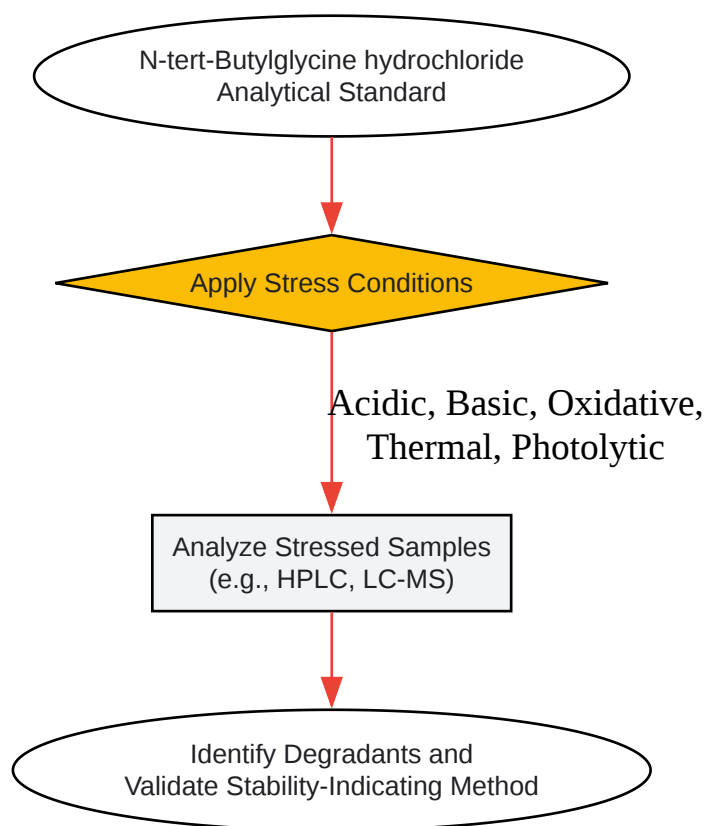 N-tert-Butylglycine hydrochloride
Analytical Standard
Apply Stress Conditions
Acidic, Basic, Oxidative,
Thermal, Photolytic
Analyze Stressed Samples
(e.g., HPLC, LC-MS)
Identify Degradants and
Validate Stability-Indicating Method